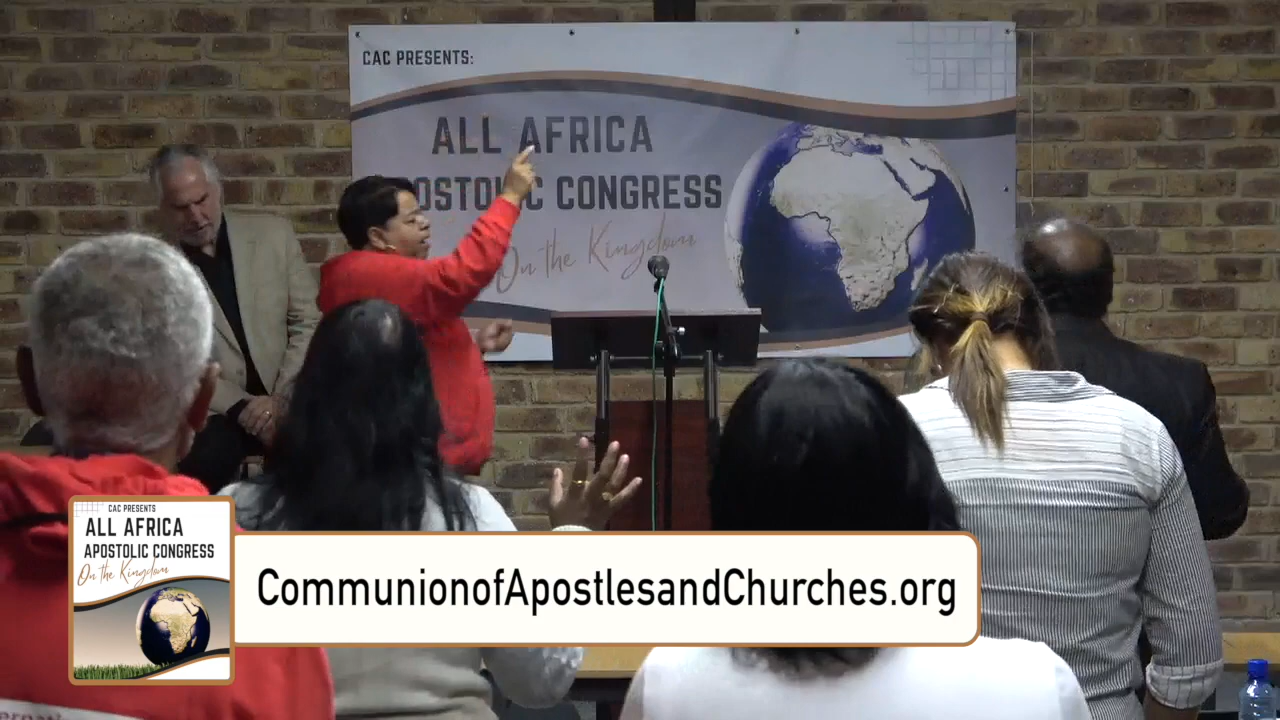 CAC PRESENTS:
ALL AFRICA
OSTOLIC CONGRESS
On the Kingdom
CAC PRESENTS
ALL AFRICA
APOSTOLIC CONGRESS
On the Kingdom
CommunionofApostlesandChurches.org